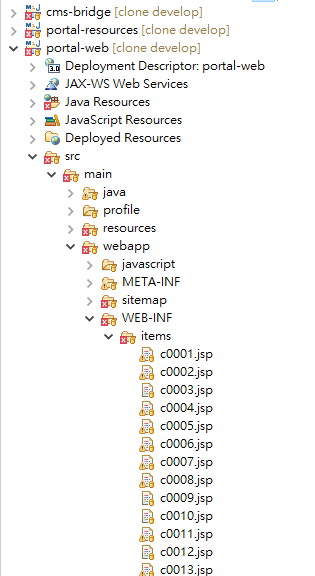 cms-bridge [clone develop]
portal-resources [clone develop]
portal-web [clone develop]
Deployment Descriptor: portal-web
JAX-WS Web Services
Java Resources
JavaScript Resources
Deployed Resources
src
main
java
profile
resources
webapp
javascript
META-INF
sitemap
WEB-INF
items
c0001.jsp
c0002.jsp
c0003.jsp
c0004.jsp
c0005.jsp
c0006.jsp
c0007.jsp
c0008.jsp
c0009.jsp
c0010.jsp
c0011.jsp
c0012.jsp
c0013.jsp